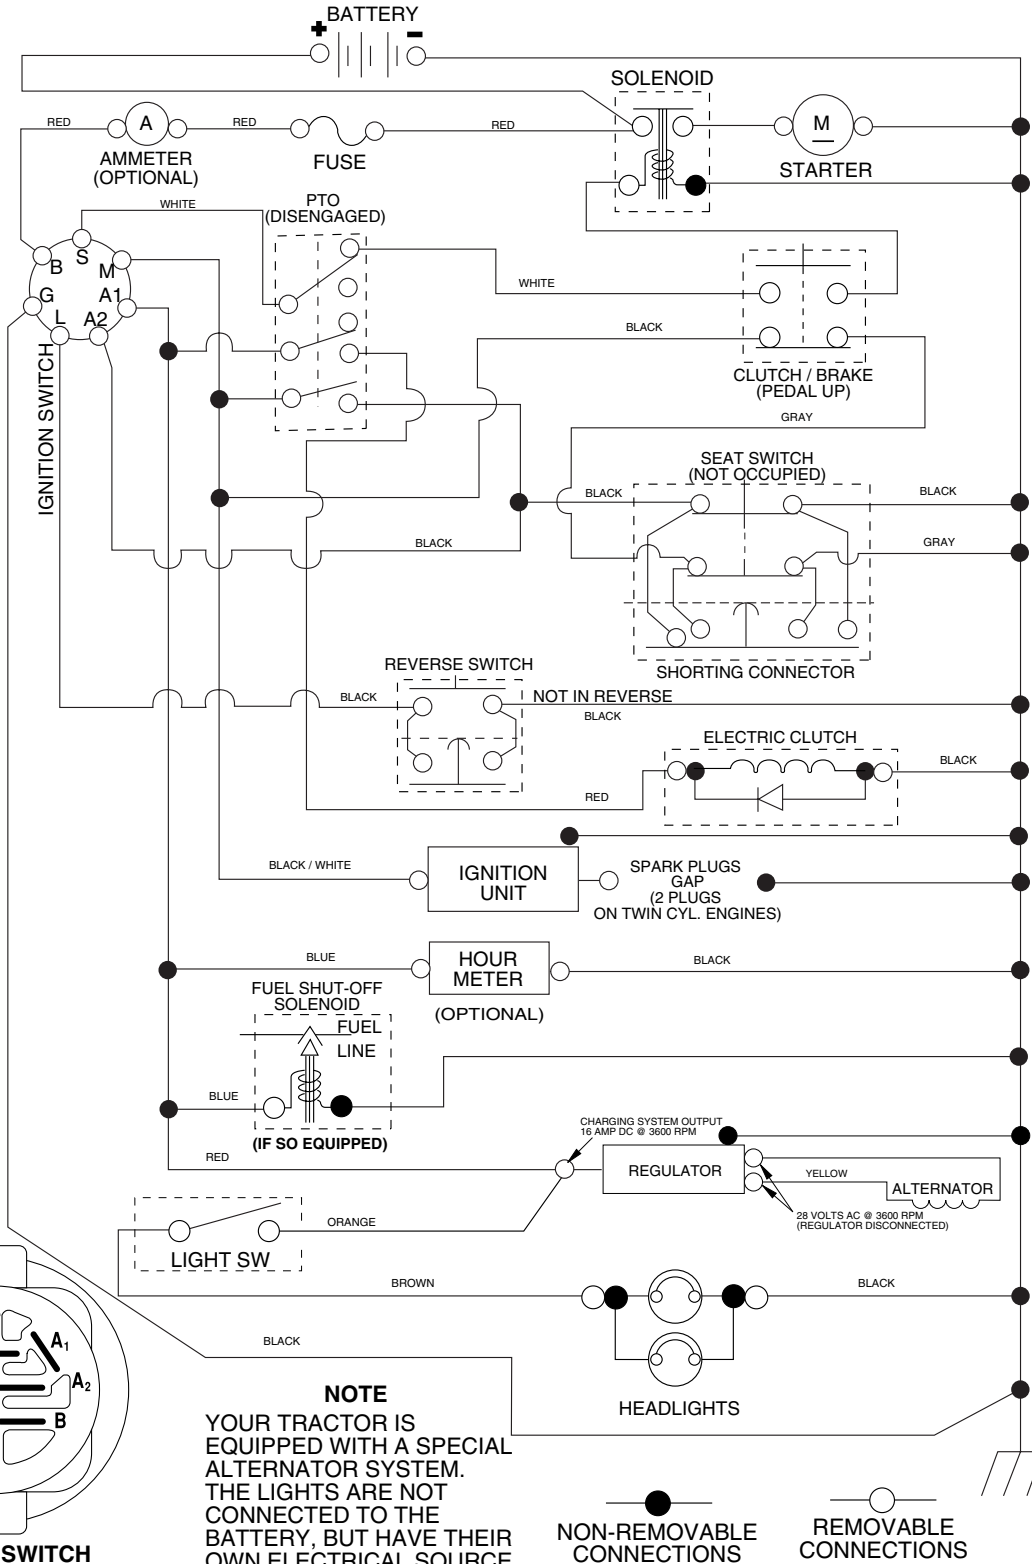 BATTERY
+
-
SOLENOID
RED
A
RED
RED
M
AMMETER
(OPTIONAL)
FUSE
STARTER
WHITE
PTO
(DISENGAGED)
B
S
M
G
A1
L
A2
IGNITION SWITCH
WHITE
BLACK
CLUTCH / BRAKE
(PEDAL UP)
GRAY
SEAT SWITCH
(NOT OCCUPIED)
BLACK
BLACK
GRAY
BLACK
SHORTING CONNECTOR
REVERSE SWITCH
BLACK
NOT IN REVERSE
BLACK
ELECTRIC CLUTCH
BLACK
RED
BLACK / WHITE
IGNITION
UNIT
SPARK PLUGS
GAP
(2 PLUGS
ON TWIN CYL. ENGINES)
BLUE
HOUR
METER
BLACK
(OPTIONAL)
FUEL SHUT-OFF
SOLENOID
FUEL
LINE
BLUE
(IF SO EQUIPPED)
CHARGING SYSTEM OUTPUT
16 AMP DC @ 3600 RPM
RED
REGULATOR
YELLOW
ALTERNATOR
28 VOLTS AC @ 3600 RPM
(REGULATOR DISCONNECTED)
ORANGE
LIGHT SW
BROWN
BLACK
BLACK
HEADLIGHTS
A1
A2
B
SWITCH
NOTE
YOUR TRACTOR IS
EQUIPPED WITH A SPECIAL
ALTERNATOR SYSTEM.
THE LIGHTS ARE NOT
CONNECTED TO THE
BATTERY, BUT HAVE THEIR
OWN ELECTRICAL SOURCE
NON-REMOVABLE
CONNECTIONS
REMOVABLE
CONNECTIONS